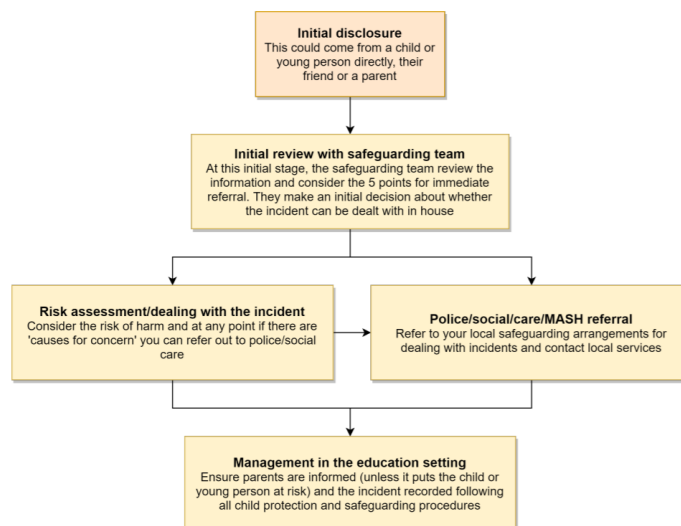 Initial disclosure
This could come from a child or
young person directly, their
friend or a parent
Initial review with safeguarding team
At this initial stage, the safeguarding team review the
information and consider the 5 points for immediate
referral. They make an initial decision about whether
the incident can be dealt with in house
Risk assessment/dealing with the incident
Consider the risk of harm and at any point if there are
'causes for concern' you can refer out to police/social
care
Police/social/care/MASH referral
Refer to your local safeguarding arrangements for
dealing with incidents and contact local services
Management in the education setting
Ensure parents are informed (unless it puts the child or
young person at risk) and the incident recorded following
all child protection and safeguarding procedures